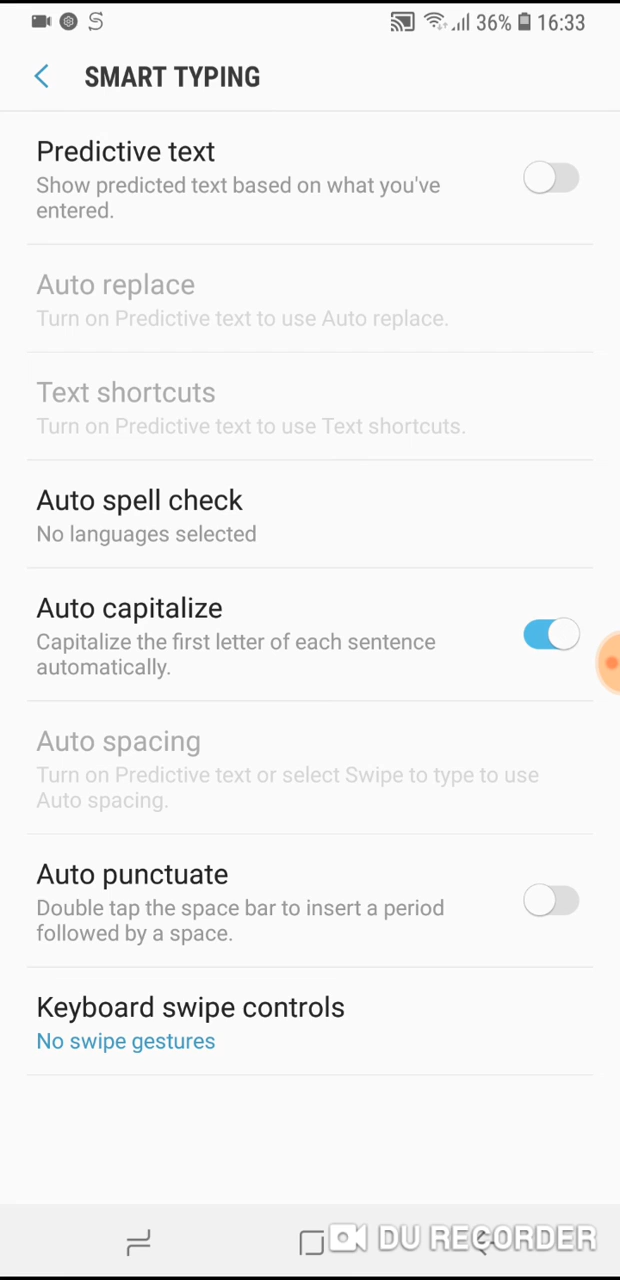 36% 16:33
SMART TYPING
Predictive text
Show predicted text based on what you've
entered.
Auto replace
Turn on Predictive text to use Auto replace.
Text shortcuts
Turn on Predictive text to use Text shortcuts.
Auto spell check
No languages selected
Auto capitalize
Capitalize the first letter of each sentence
automatically.
Auto spacing
Turn on Predictive text or select Swipe to type to use
Auto spacing.
Auto punctuate
Double tap the space bar to insert a period
followed by a space.
Keyboard swipe controls
No swipe gestures
DU RECORDER